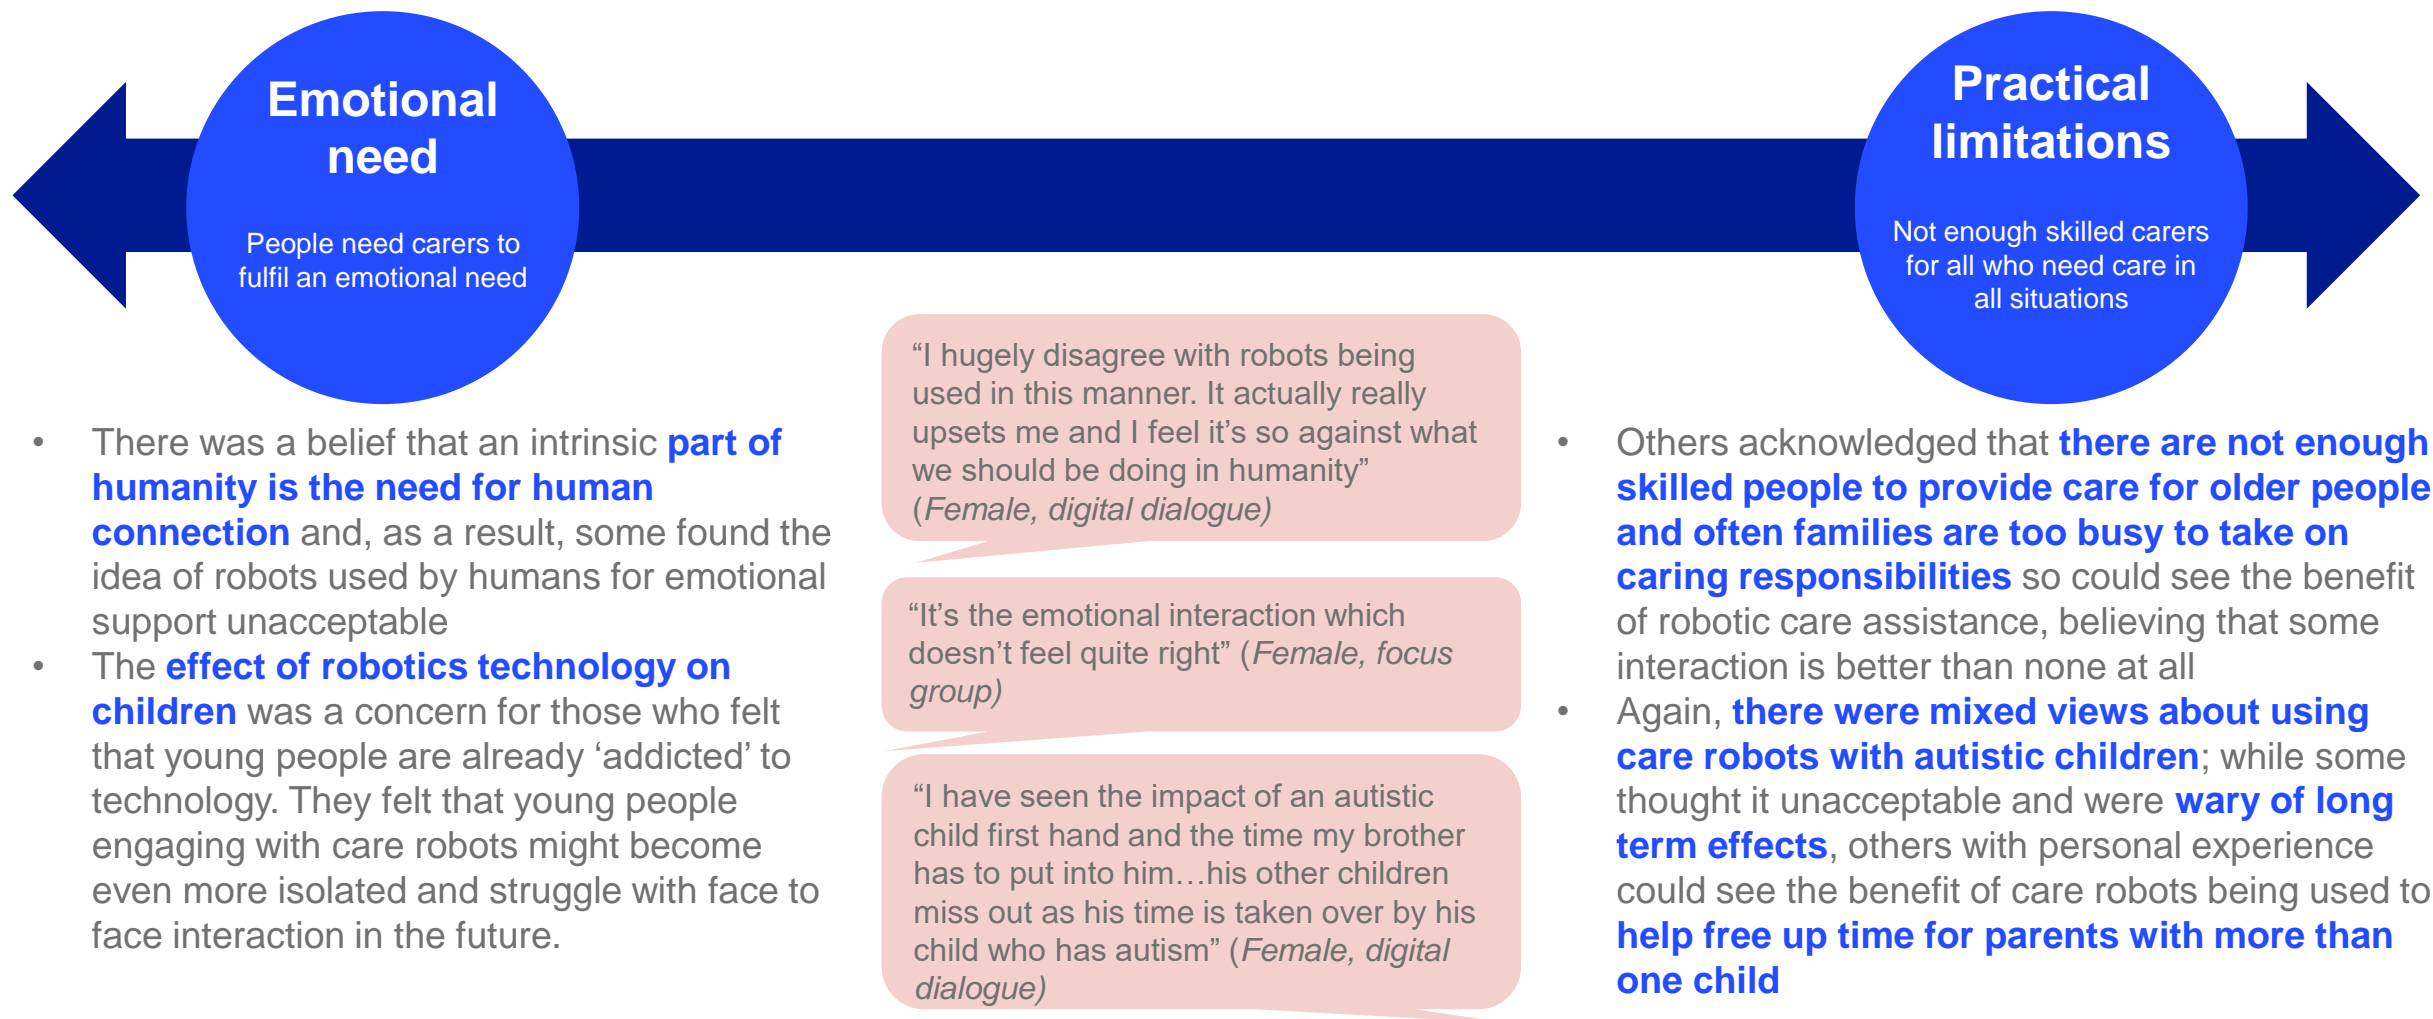 Emotional
need
People need carers to
fulfil an emotional need
Practical
limitations
Not enough skilled carers
for all who need care in
all situations
• There was a belief that an intrinsic part of
humanity is the need for human
connection and, as a result, some found the
idea of robots used by humans for emotional
support unacceptable
• The effect of robotics technology on
children was a concern for those who felt
that young people are already ‘addicted’ to
technology. They felt that young people
engaging with care robots might become
even more isolated and struggle with face to
face interaction in the future.
“I hugely disagree with robots being
used in this manner. It actually really
upsets me and I feel it’s so against what
we should be doing in humanity”
(Female, digital dialogue)
“It’s the emotional interaction which
doesn’t feel quite right” (Female, focus
group)
“I have seen the impact of an autistic
child first hand and the time my brother
has to put into him…his other children
miss out as his time is taken over by his
child who has autism” (Female, digital
dialogue)
• Others acknowledged that there are not enough
skilled people to provide care for older people
and often families are too busy to take on
caring responsibilities so could see the benefit
of robotic care assistance, believing that some
interaction is better than none at all
• Again, there were mixed views about using
care robots with autistic children; while some
thought it unacceptable and were wary of long
term effects, others with personal experience
could see the benefit of care robots being used to
help free up time for parents with more than
one child